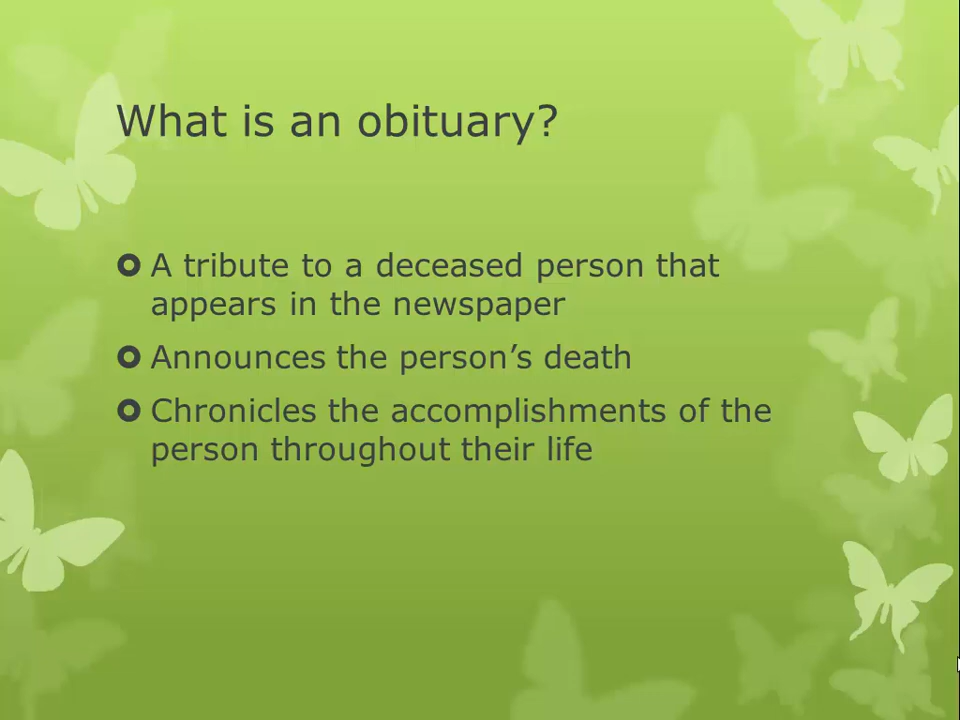 What is an obituary?
A tribute to a deceased person that
appears in the newspaper
Announces the person’s death
Chronicles the accomplishments of the
person throughout their life